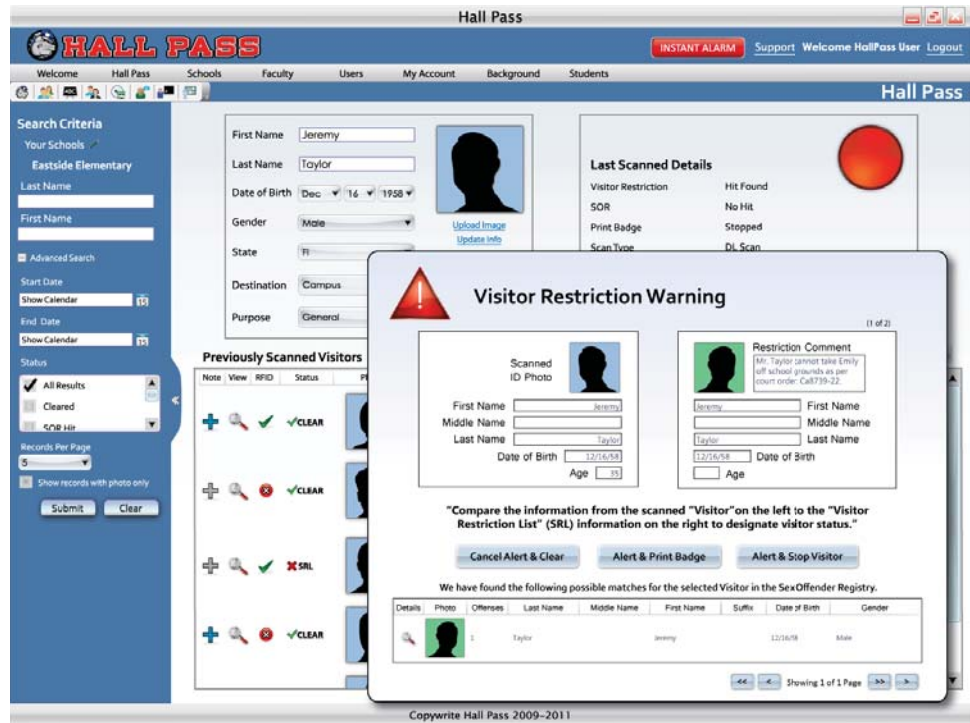 Hall Pass
HALL PASS
INSTANT ALARM Support Welcome HallPass User Logout
Welcome Hall Pass Schools Faculty Users My Account Background Students
Hall Pass
Search Criteria
Your Schools
Eastside Elementary
Last Name
First Name
Advanced Search
Start Date
Show Calendar 15
End Date
Show Calendar 15
Status
All Results
Cleared
SOR Hit
Records Per Page
5
Show records with photo only
Submit Clear
First Name Jeremy
Last Name Taylor
Date of Birth Dec 16 1958
Gender Male
State Fl
Destination Campus
Purpose General
Upload Image
Update Info
Last Scanned Details
Visitor Restriction Hit Found
SOR No Hit
Print Badge Stopped
Scan Type DL Scan
Previously Scanned Visitors
Note View RFID Status
CLEAR
CLEAR
SRL
CLEAR
Visitor Restriction Warning
(1 of 2)
Scanned
ID Photo
First Name Jeremy
Middle Name
Last Name Taylor
Date of Birth 12/16/58
Age 35
Restriction Comment
Mr. Taylor cannot take Emily
off school grounds as per
court order: Ca8739-22.
Jeremy First Name
Middle Name
Taylor Last Name
12/16/58 Date of Birth
Age
"Compare the information from the scanned "Visitor"on the left to the "Visitor
Restriction List" (SRL) information on the right to designate visitor status."
Cancel Alert & Clear Alert & Print Badge Alert & Stop Visitor
We have found the following possible matches for the selected Visitor in the SexOffender Registry.
Details Photo Offenses Last Name Middle Name First Name Suffix Date of Birth Gender
1 Taylor Jeremy 12/16/58 Male
<< < Showing 1 of 1 Page >> >
Copywrite Hall Pass 2009-2011